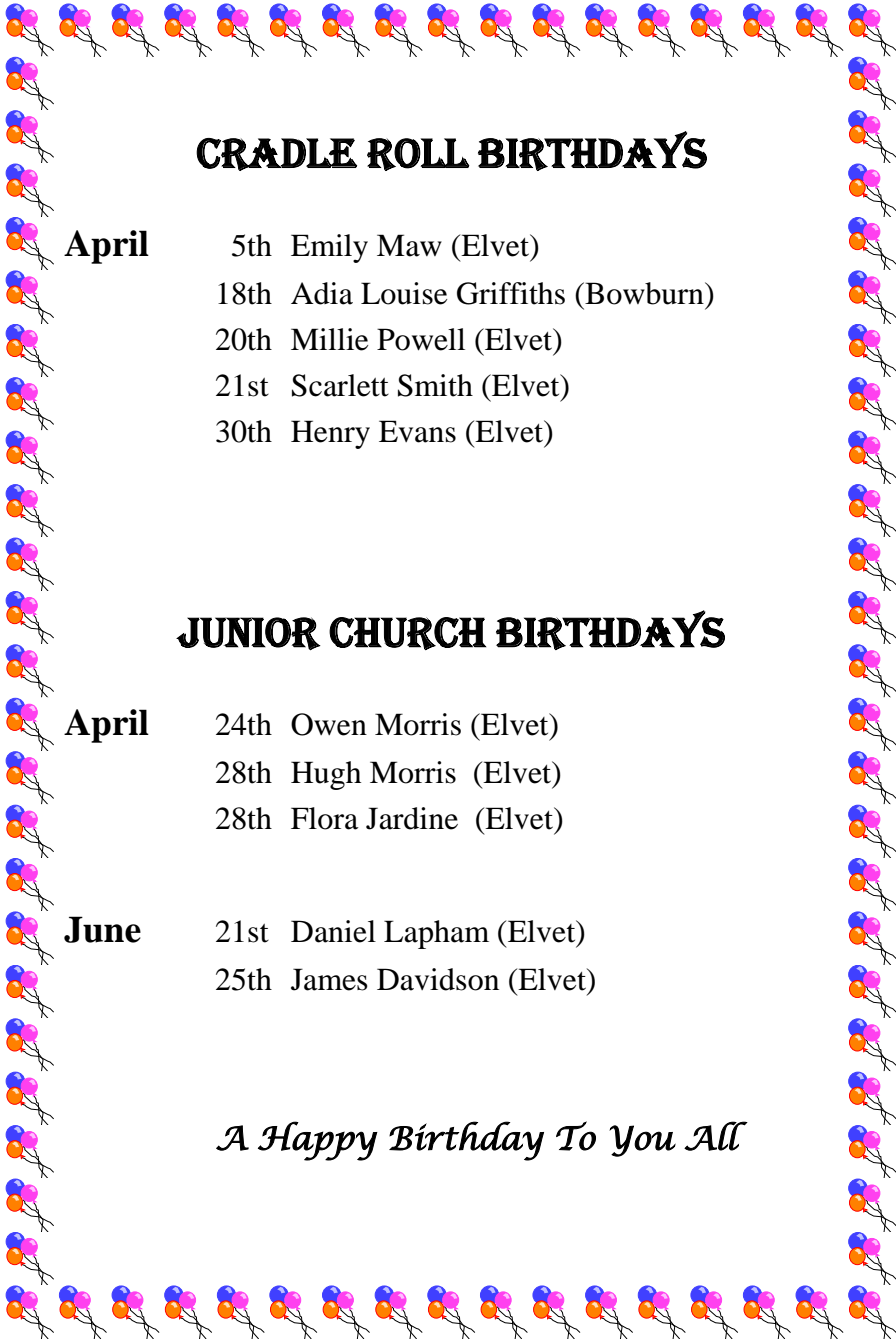 CRADLE ROLL BIRTHDAYS
April 5th Emily Maw (Elvet)
18th Adia Louise Griffiths (Bowburn)
20th Millie Powell (Elvet)
21st Scarlett Smith (Elvet)
30th Henry Evans (Elvet)
JUNIOR CHURCH BIRTHDAYS
April 24th Owen Morris (Elvet)
28th Hugh Morris (Elvet)
28th Flora Jardine (Elvet)
June 21st Daniel Lapham (Elvet)
25th James Davidson (Elvet)
A Happy Birthday To You All